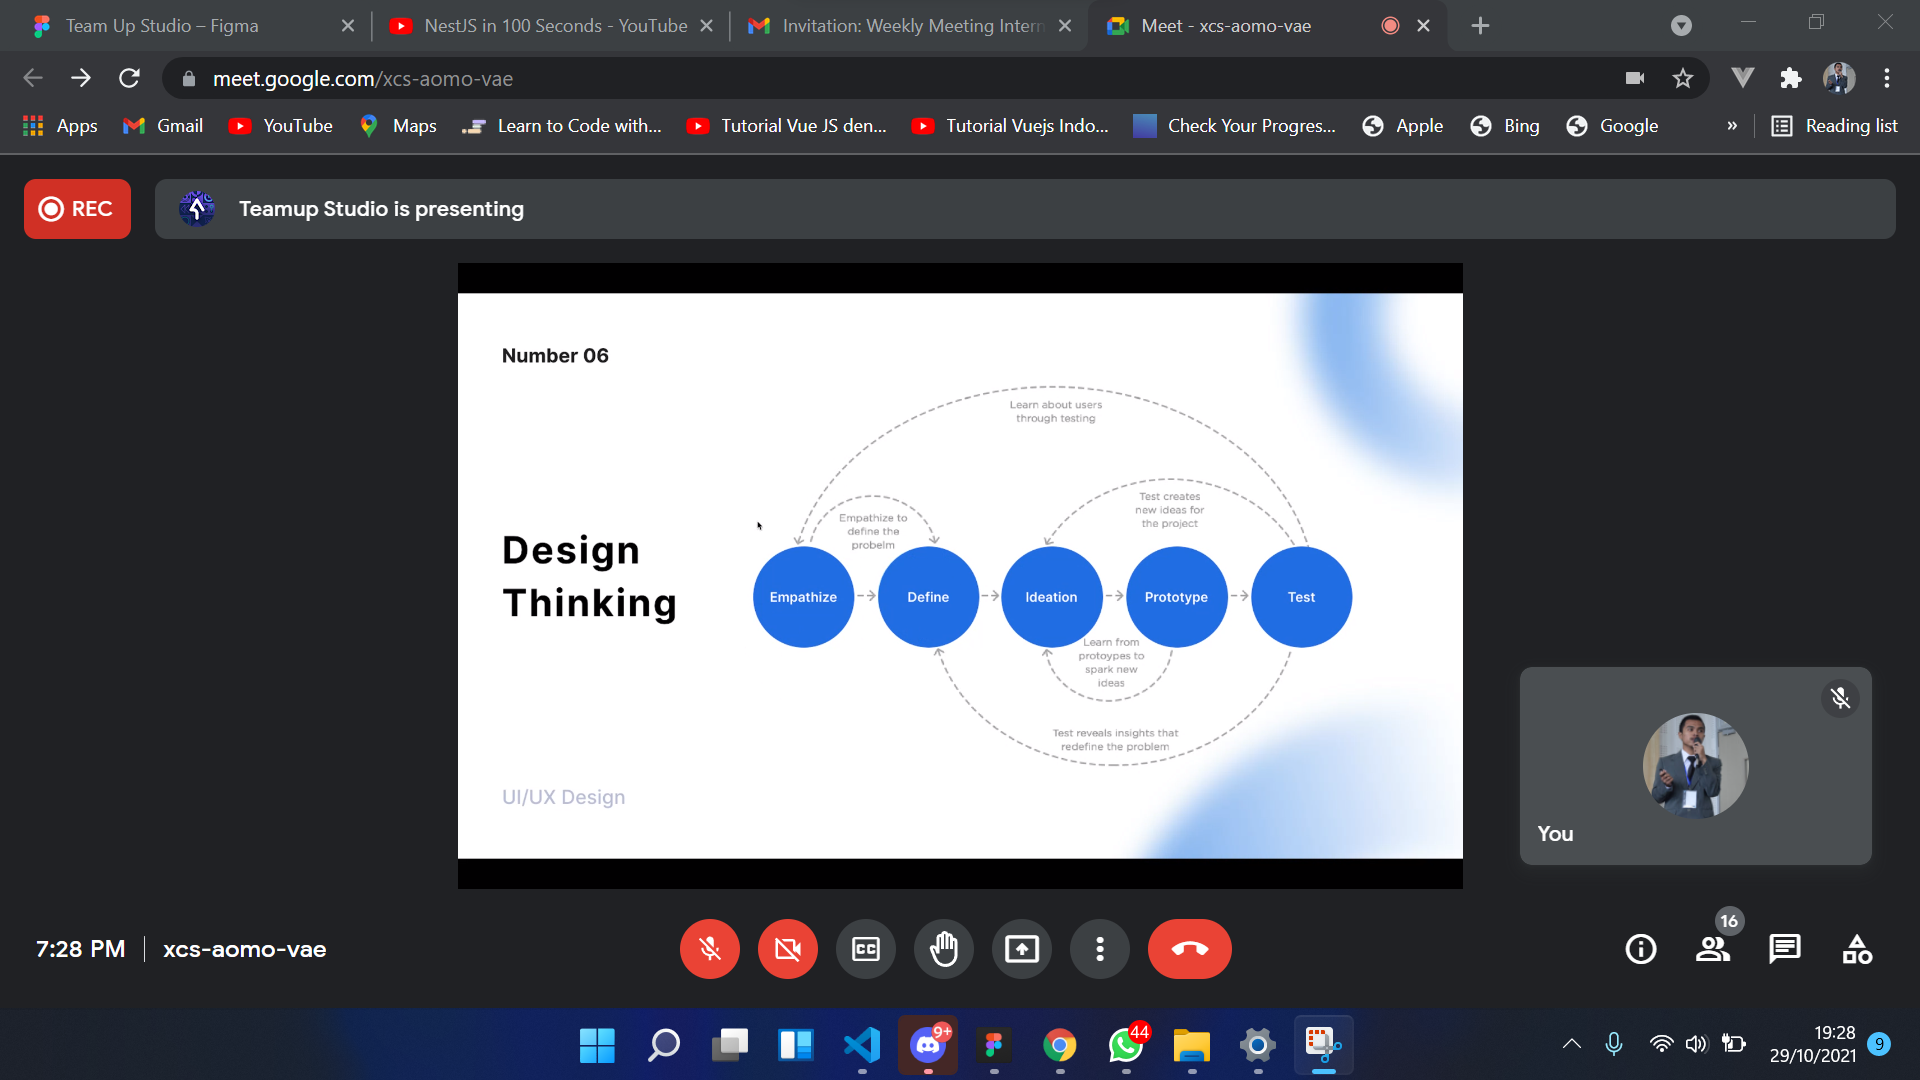 Team Up Studio – Figma
NestJS in 100 Seconds - YouTube
Invitation: Weekly Meeting Intern
Meet - xcs-aomo-vae
meet.google.com/xcs-aomo-vae
Apps
Gmail
YouTube
Maps
Learn to Code with...
Tutorial Vue JS den...
Tutorial Vuejs Indo...
Check Your Progres...
Apple
Bing
Google
»
Reading list
REC
Teamup Studio is presenting
Number 06
Learn about users
through testing
Test creates
new ideas for
the project
Empathize to
define the
probelm
Design
Thinking
Empathize
Define
Ideation
Prototype
Test
Learn from
protoypes to
spark new
ideas
Test reveals insights that
redefine the problem
UI/UX Design
You
7:28 PM
xcs-aomo-vae
CC
16
9+
44
19:28
29/10/2021
9